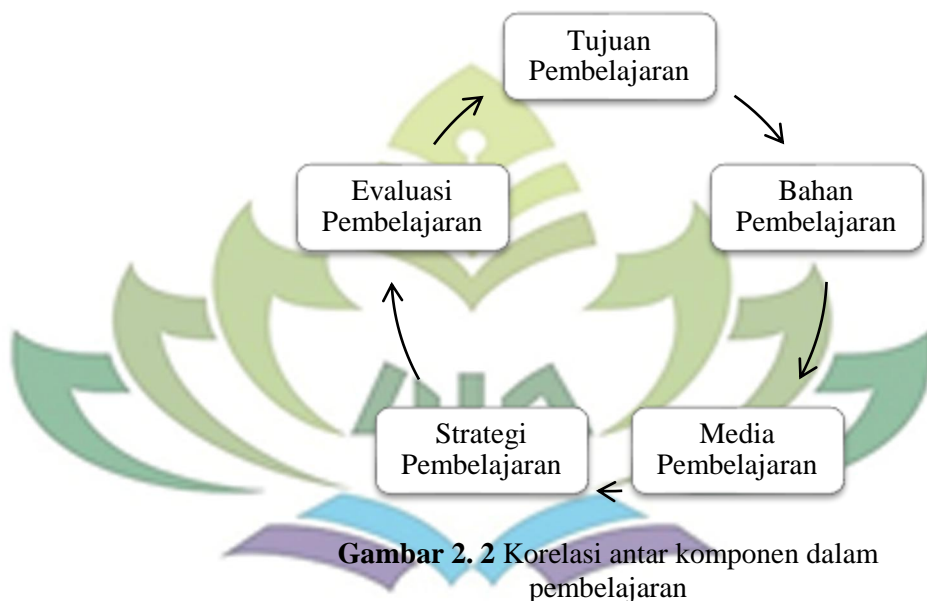 Tujuan
Pembelajaran
Bahan
Pembelajaran
Media
Pembelajaran
Strategi
Pembelajaran
Evaluasi
Pembelajaran
Gambar 2. 2 Korelasi antar komponen dalam
pembelajaran